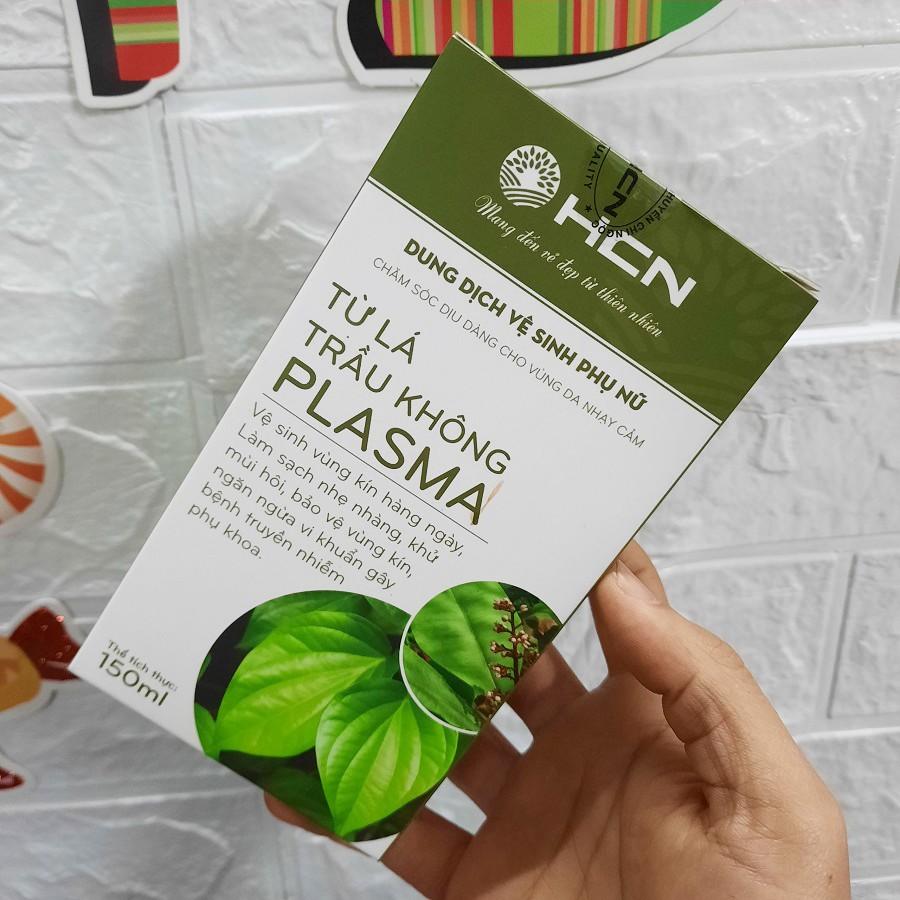 HCN
Mang đến vẻ đẹp từ thiên nhiên
DUNG DỊCH VỆ SINH PHỤ NỮ
CHĂM SÓC DỊU DÀNG CHO VÙNG DA NHẠY CẢM
TỪ LÁ
TRẦU KHÔNG
PLASMA
Vệ sinh vùng kín hàng ngày,
Làm sạch nhẹ nhàng, khử
mùi hôi, bảo vệ vùng kín,
ngăn ngừa vi khuẩn gây
bệnh truyền nhiễm
phụ khoa.
Thể tích thực:
150ml